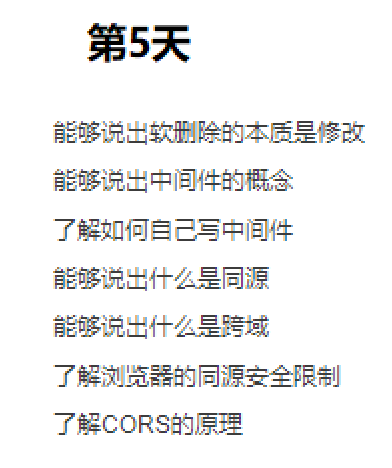 第5天
能够说出软删除的本质是修改
能够说出中间件的概念
了解如何自己写中间件
能够说出什么是同源
能够说出什么是跨域
了解浏览器的同源安全限制
了解CORS的原理